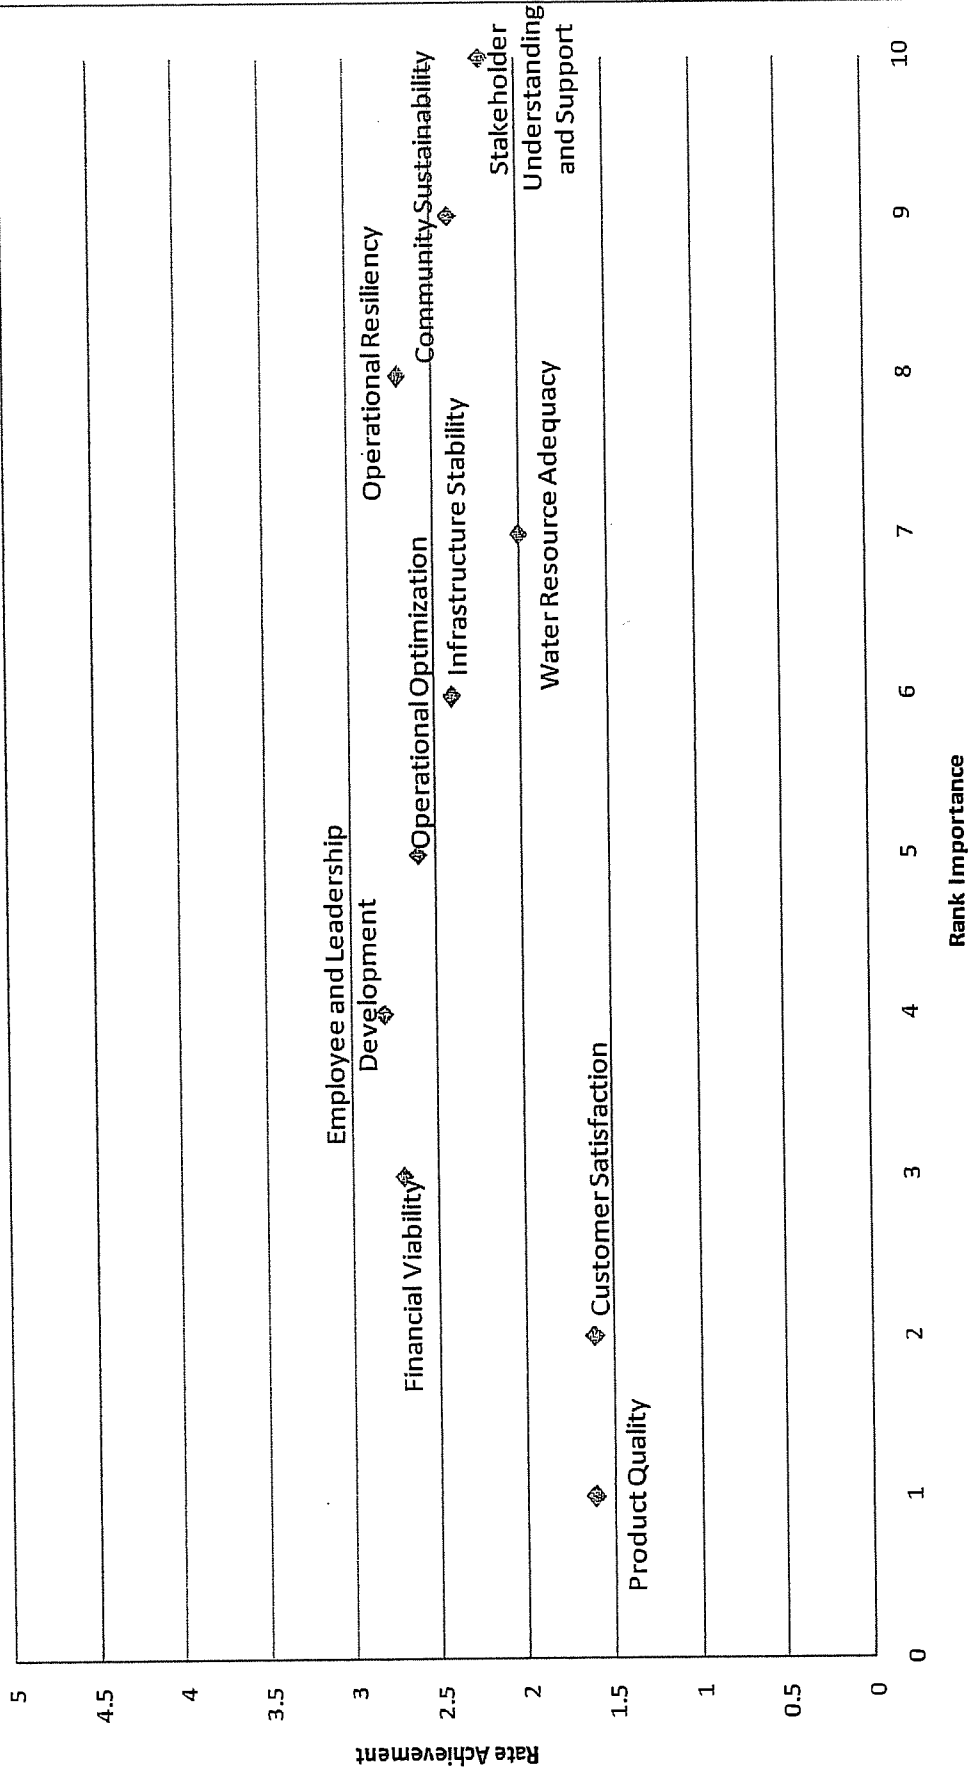 5
4.5
4
3.5
3
2.5
2
1.5
1
0.5
0
Rate Achievement
0
1
2
3
4
5
6
7
8
9
10
Rank Importance
Product Quality
Customer Satisfaction
Financial Viability
Employee and Leadership
Development
Operational Optimization
Infrastructure Stability
Water Resource Adequacy
Operational Resiliency
Community Sustainability
Stakeholder
Understanding
and Support